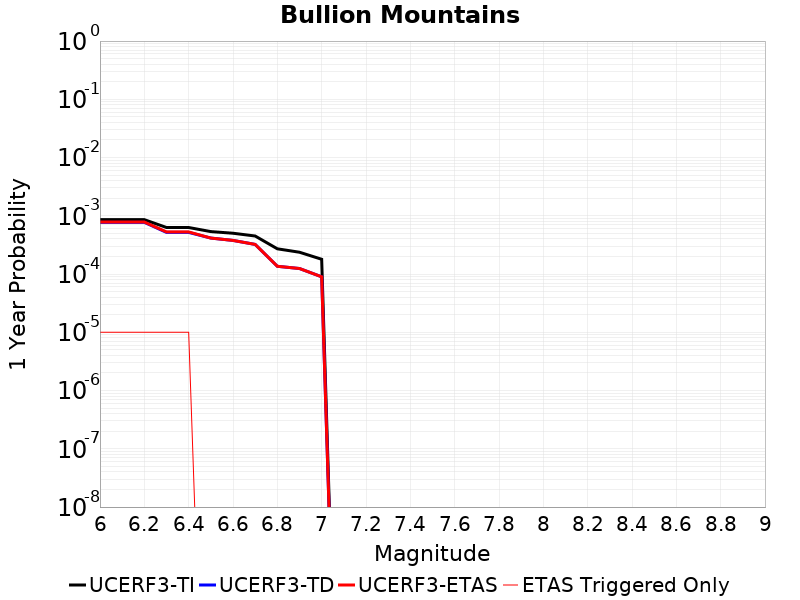 Bullion Mountains
10^0
10^-1
10^-2
10^-3
10^-4
10^-5
10^-6
10^-7
10^-8
1 Year Probability
6 6.2 6.4 6.6 6.8 7 7.2 7.4 7.6 7.8 8 8.2 8.4 8.6 8.8 9
Magnitude
UCERF3-TI UCERF3-TD UCERF3-ETAS ETAS Triggered Only